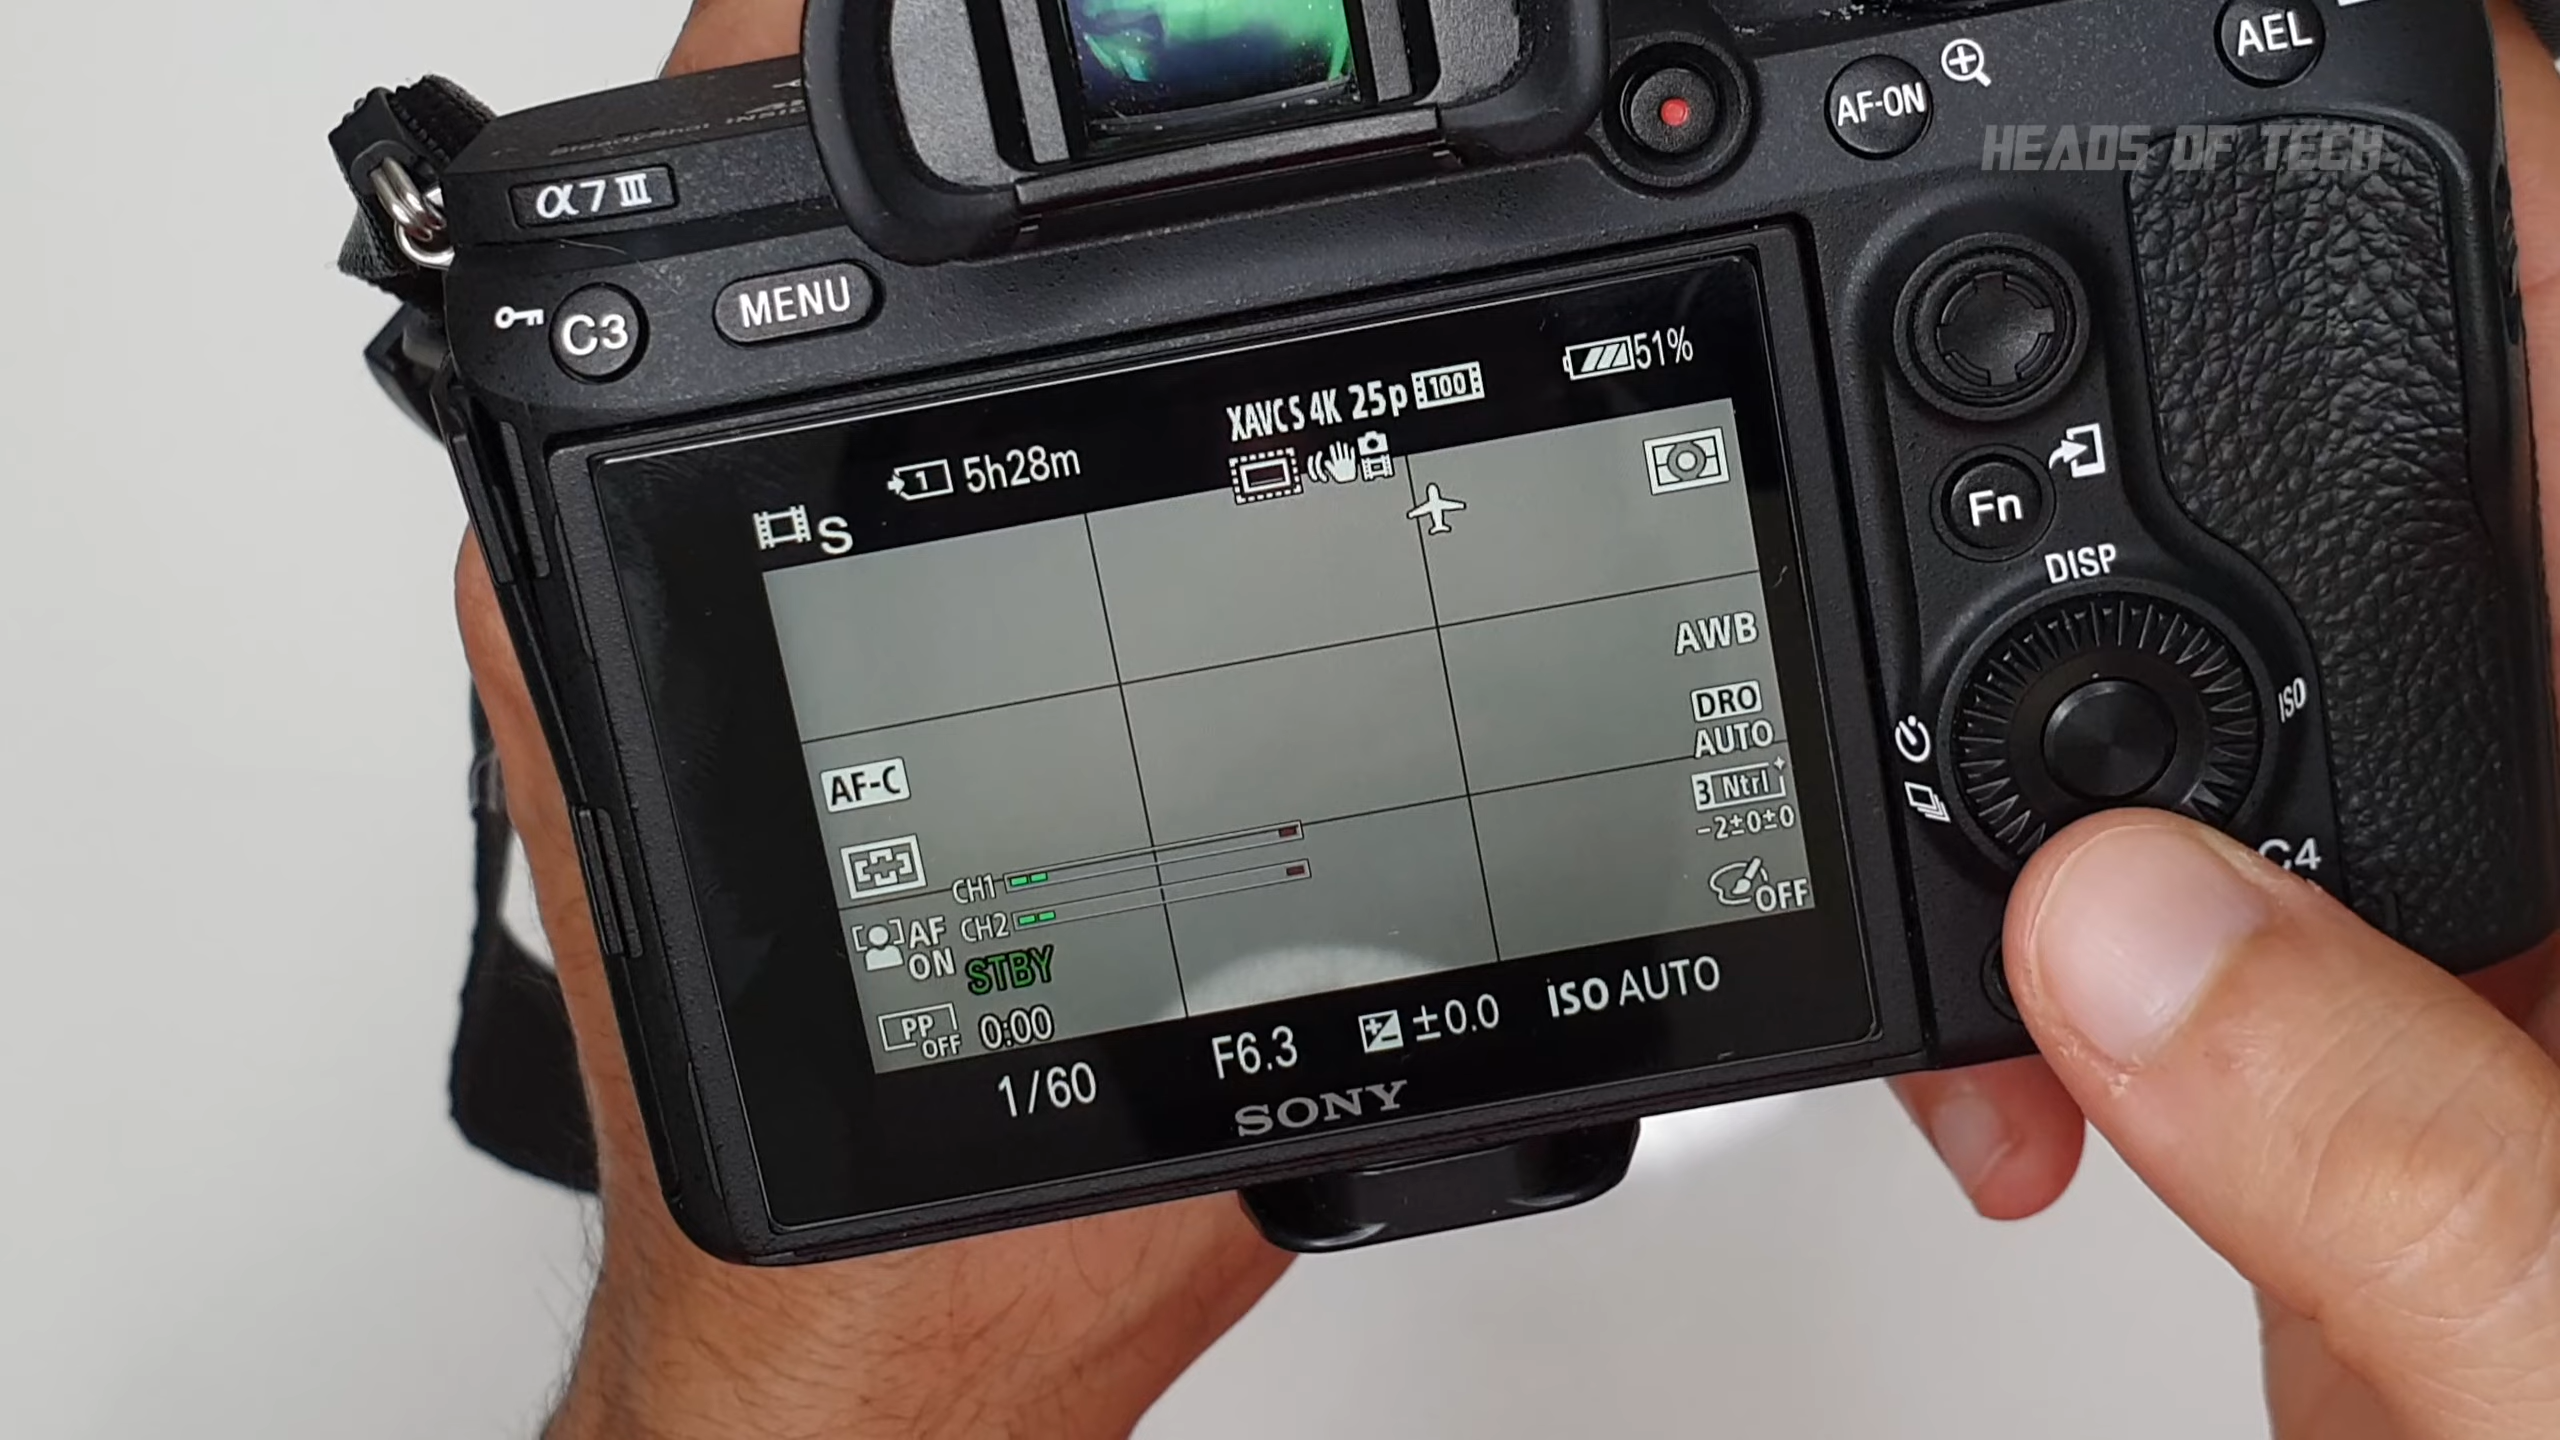 AEL
AF-ON
HEADS OF TECH
α7III
C3
MENU
51%
XAVC S 4K 25p 100
1 5h28m
S
Fn
DISP
AWB
DRO
AUTO
ISO
AF-C
3 Ntrl
-2±0±0
CH1
CH2
AF
ON
STBY
OFF
C4
PP
OFF
0:00
1/60 F6.3 ±0.0 ISO AUTO
SONY